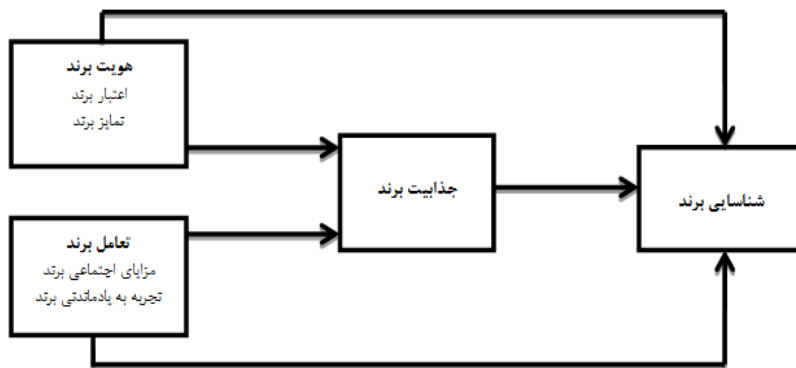 هویت برند
اعتبار برند
تمایز برند
جذابیت برند
شناسایی برند
تعامل برند
مزایای اجتماعی برند
تجربه به یادماندنی برند